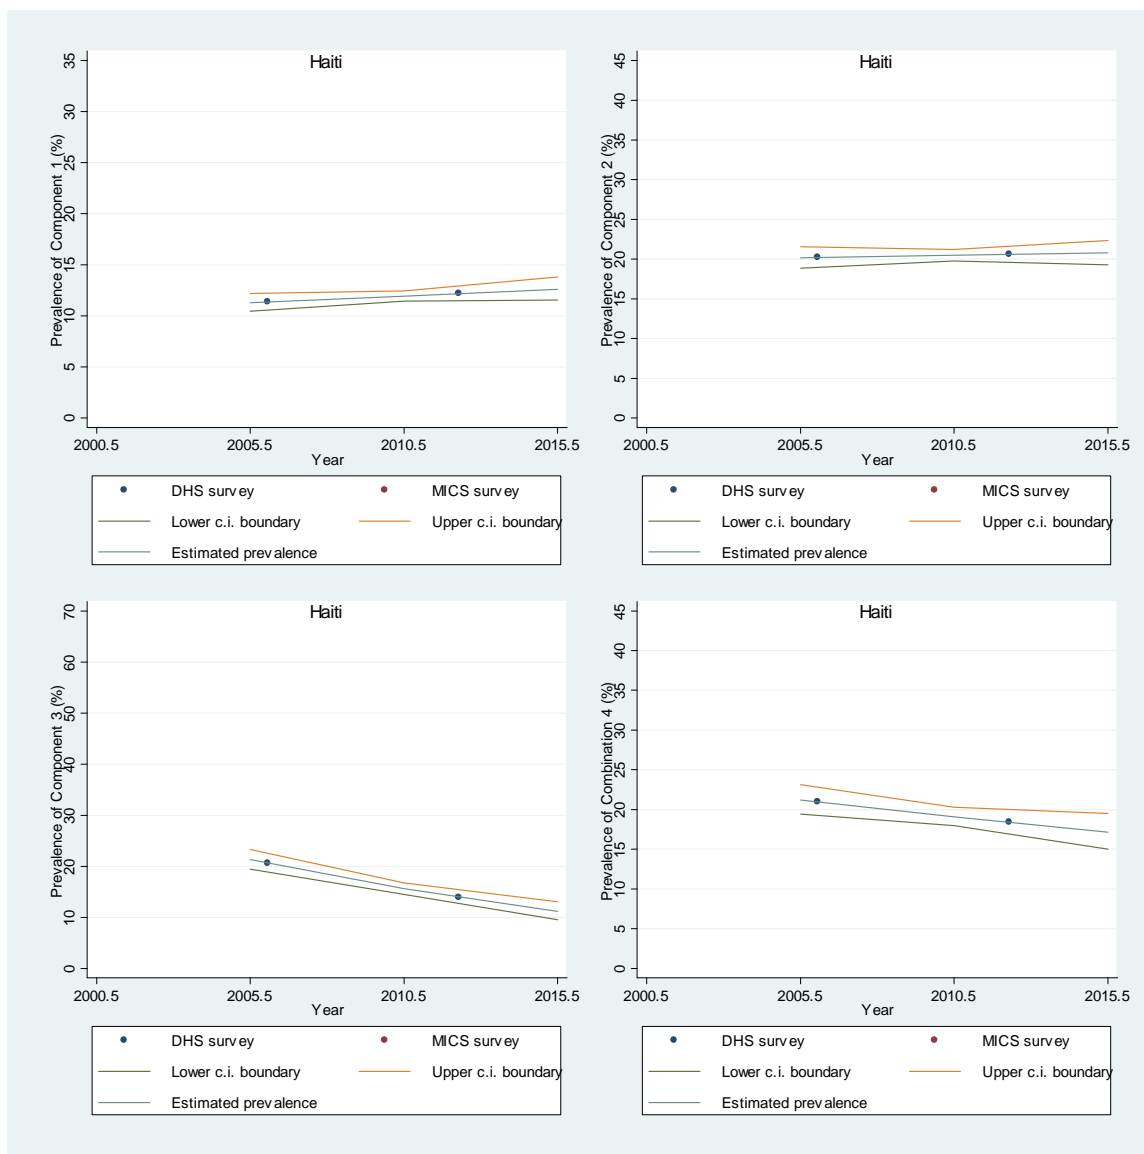 Haiti
Prevalence of Component 1 (%)
35
30
25
20
15
10
5
0
2000.5 2005.5 2010.5 2015.5
Year
DHS survey MICS survey
Lower c.i. boundary Upper c.i. boundary
Estimated prevalence
Haiti
Prevalence of Component 2 (%)
45
40
35
30
25
20
15
10
5
0
2000.5 2005.5 2010.5 2015.5
Year
DHS survey MICS survey
Lower c.i. boundary Upper c.i. boundary
Estimated prevalence
Haiti
Prevalence of Component 3 (%)
70
60
50
40
30
20
10
0
2000.5 2005.5 2010.5 2015.5
Year
DHS survey MICS survey
Lower c.i. boundary Upper c.i. boundary
Estimated prevalence
Haiti
Prevalence of Combination 4 (%)
45
40
35
30
25
20
15
10
5
0
2000.5 2005.5 2010.5 2015.5
Year
DHS survey MICS survey
Lower c.i. boundary Upper c.i. boundary
Estimated prevalence